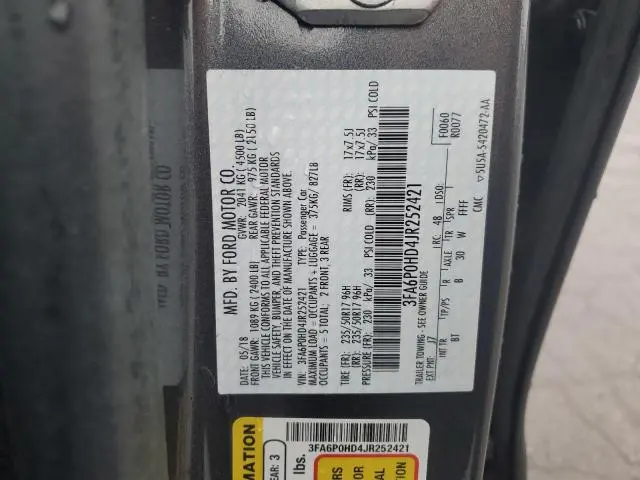 MFD. BY FORD MOTOR CO.
DATE: 05/18 GVWR: 2041 KG (4500 LB)
FRONT GAWR: 1089 KG (2400 LB) REAR GAWR: 975 KG (2150 LB)
THIS VEHICLE CONFORMS TO ALL APPLICABLE FEDERAL MOTOR
VEHICLE SAFETY, BUMPER, AND THEFT PREVENTION STANDARDS
IN EFFECT ON THE DATE OF MANUFACTURE SHOWN ABOVE.
VIN: 3FA6P0HD4JR252421 TYPE: Passenger Car
MAXIMUM LOAD = OCCUPANTS + LUGGAGE = 375KG/ 827LB
OCCUPANTS = 5 TOTAL: 2 FRONT, 3 REAR
TIRE (FR): 235/50R17 96H RIMS (FR): 17x7.5J
(RR): 235/50R17 96H (RR): 17x7.5J
PRESSURE (FR): 230 kPa/ 33 PSI COLD (RR): 230 kPa/ 33 PSI COLD
3FA6P0HD4JR252421
TRAILER TOWING - SEE OWNER GUIDE
EXT PNT: J7 RC: 48 DSO: F0060
R0077
INT TR TP/PS R AXLE TR SPR
BT B 30 W FFFF
CMC ▽5U5A-5420472-AA
3FA6P0HD4JR252421
MATION
EAR: 3
lbs.